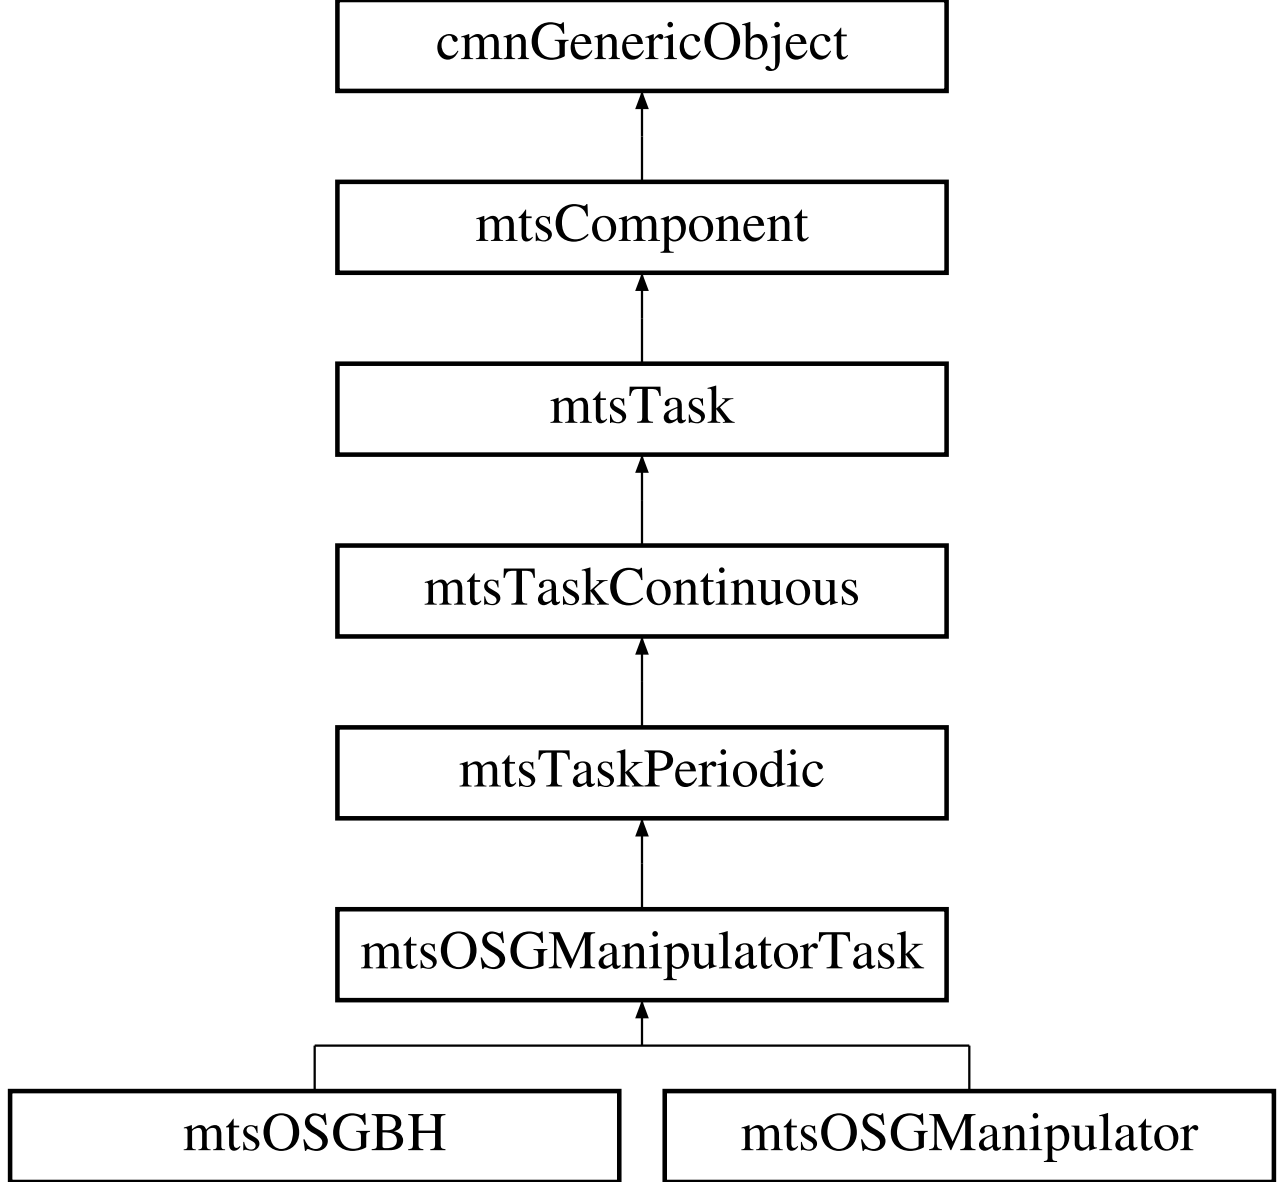 cmnGenericObject
mtsComponent
mtsTask
mtsTaskContinuous
mtsTaskPeriodic
mtsOSGManipulatorTask
mtsOSGBH
mtsOSGManipulator